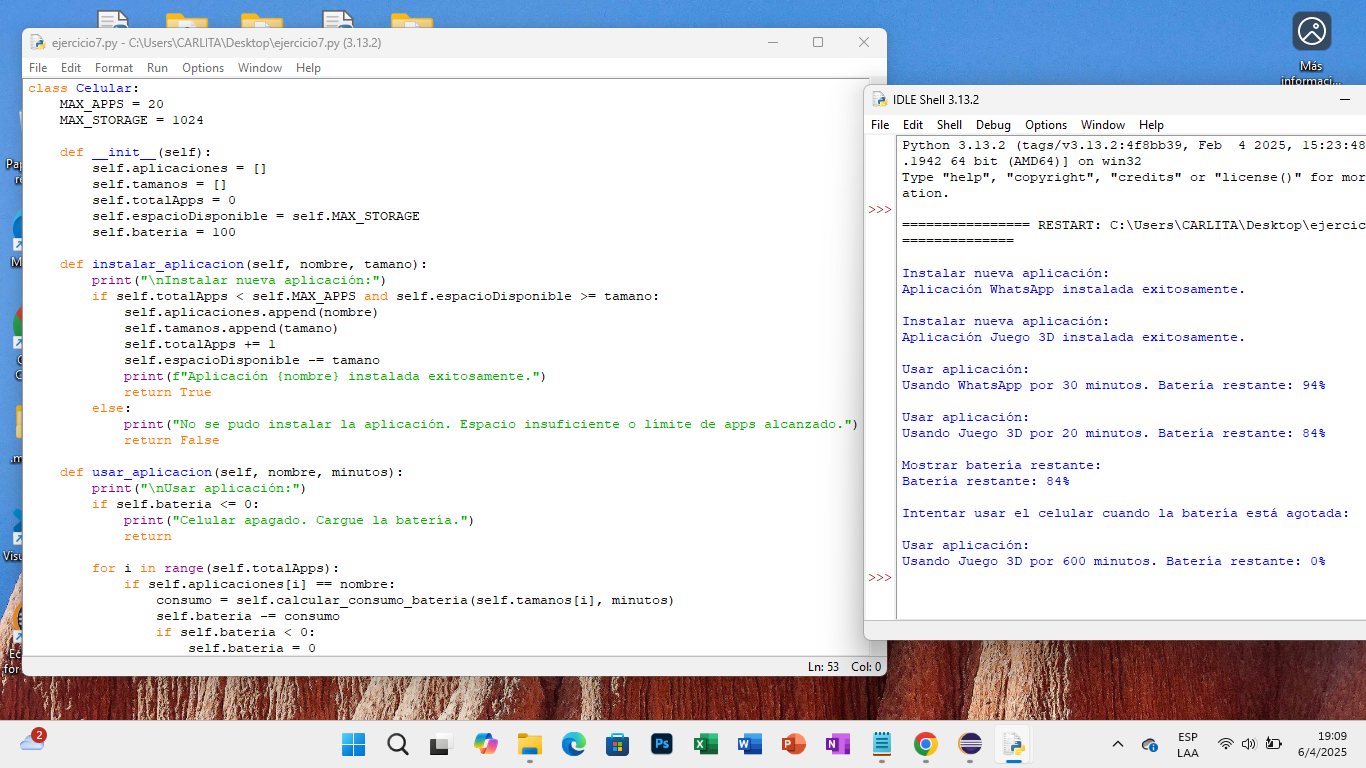 ejercicio7.py - C:\Users\CARLITA\Desktop\ejercicio7.py (3.13.2)
File Edit Format Run Options Window Help
class Celular:
    MAX_APPS = 20
    MAX_STORAGE = 1024

    def __init__(self):
        self.aplicaciones = []
        self.tamanos = []
        self.totalApps = 0
        self.espacioDisponible = self.MAX_STORAGE
        self.bateria = 100

    def instalar_aplicacion(self, nombre, tamano):
        print("\nInstalar nueva aplicación:")
        if self.totalApps < self.MAX_APPS and self.espacioDisponible >= tamano:
            self.aplicaciones.append(nombre)
            self.tamanos.append(tamano)
            self.totalApps += 1
            self.espacioDisponible -= tamano
            print(f"Aplicación {nombre} instalada exitosamente.")
            return True
        else:
            print("No se pudo instalar la aplicación. Espacio insuficiente o límite de apps alcanzado.")
            return False

    def usar_aplicacion(self, nombre, minutos):
        print("\nUsar aplicación:")
        if self.bateria <= 0:
            print("Celular apagado. Cargue la batería.")
            return

        for i in range(self.totalApps):
            if self.aplicaciones[i] == nombre:
                consumo = self.calcular_consumo_bateria(self.tamanos[i], minutos)
                self.bateria -= consumo
                if self.bateria < 0:
                    self.bateria = 0
Ln: 53 Col: 0
Más
informaci...
IDLE Shell 3.13.2
File Edit Shell Debug Options Window Help
Python 3.13.2 (tags/v3.13.2:4f8bb39, Feb  4 2025, 15:23:48
.1942 64 bit (AMD64)] on win32
Type "help", "copyright", "credits" or "license()" for mor
ation.
>>>
================ RESTART: C:\Users\CARLITA\Desktop\ejercic
==============

Instalar nueva aplicación:
Aplicación WhatsApp instalada exitosamente.

Instalar nueva aplicación:
Aplicación Juego 3D instalada exitosamente.

Usar aplicación:
Usando WhatsApp por 30 minutos. Batería restante: 94%

Usar aplicación:
Usando Juego 3D por 20 minutos. Batería restante: 84%

Mostrar batería restante:
Batería restante: 84%

Intentar usar el celular cuando la batería está agotada:

Usar aplicación:
Usando Juego 3D por 600 minutos. Batería restante: 0%
>>>
2
Ps
ESP
LAA
19:09
6/4/2025